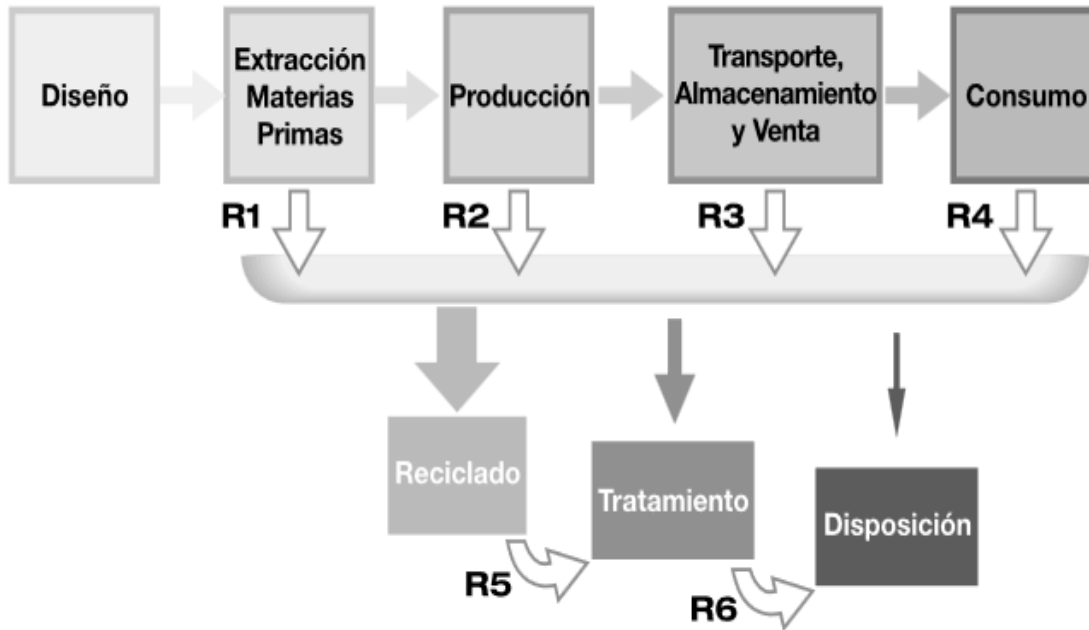 Diseño
Extracción
Materias
Primas
Producción
Transporte,
Almacenamiento
y Venta
Consumo
R1
R2
R3
R4
Reciclado
Tratamiento
Disposición
R5
R6